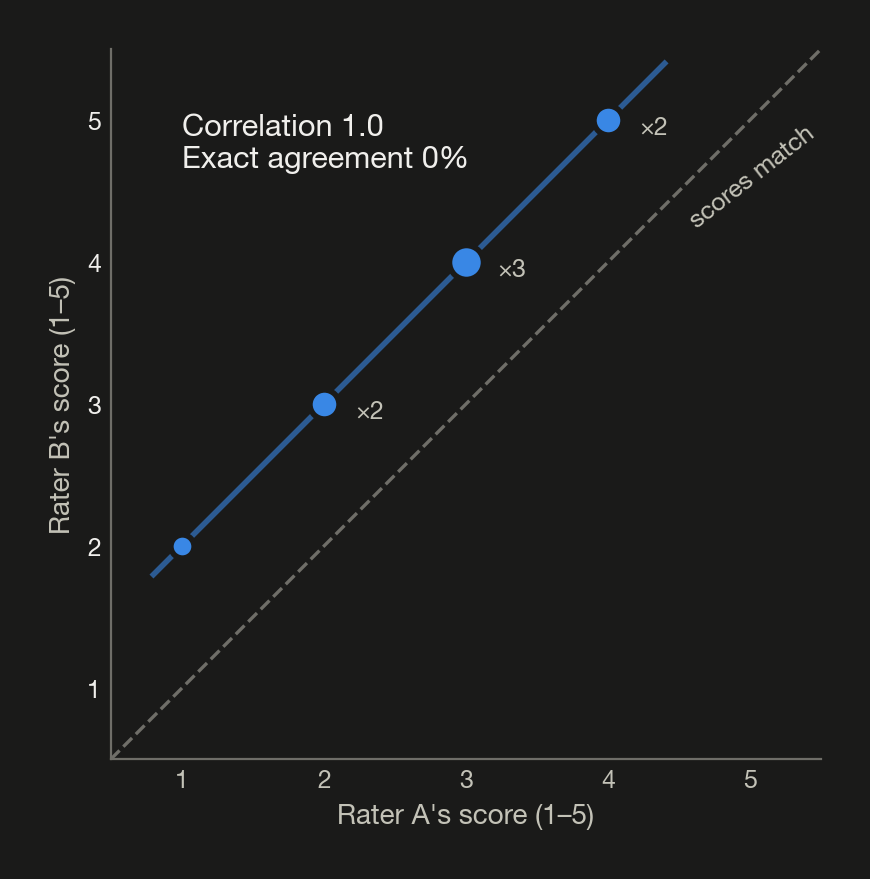 Correlation 1.0
Exact agreement 0%
5
4
3
2
1
Rater B's score (1–5)
×2
×3
×2
scores match
1 2 3 4 5
Rater A's score (1–5)